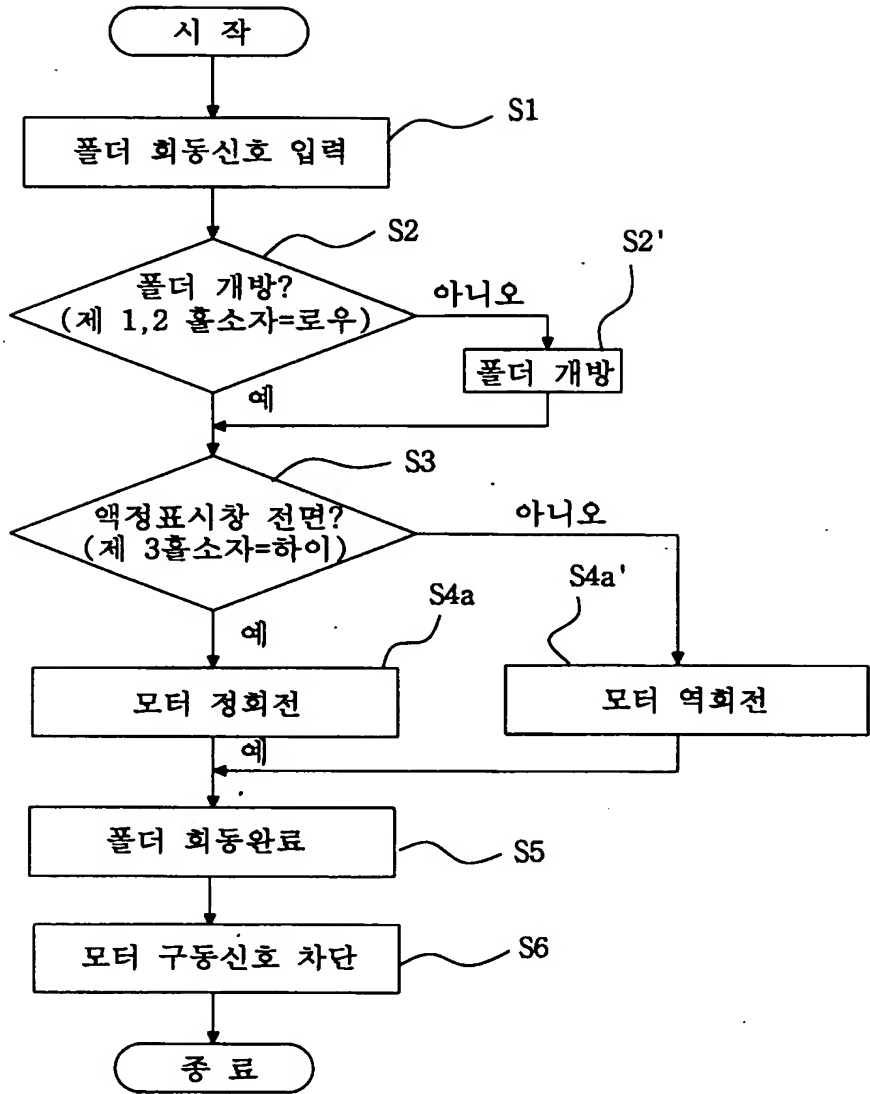 시 작
S1
폴더 회동신호 입력
S2
폴더 개방?
(제 1,2 홀소자=로우)
아니오
S2'
폴더 개방
예
S3
액정표시창 전면?
(제 3홀소자=하이)
아니오
예
S4a
모터 정회전
S4a'
모터 역회전
예
폴더 회동완료
S5
모터 구동신호 차단
S6
종 료